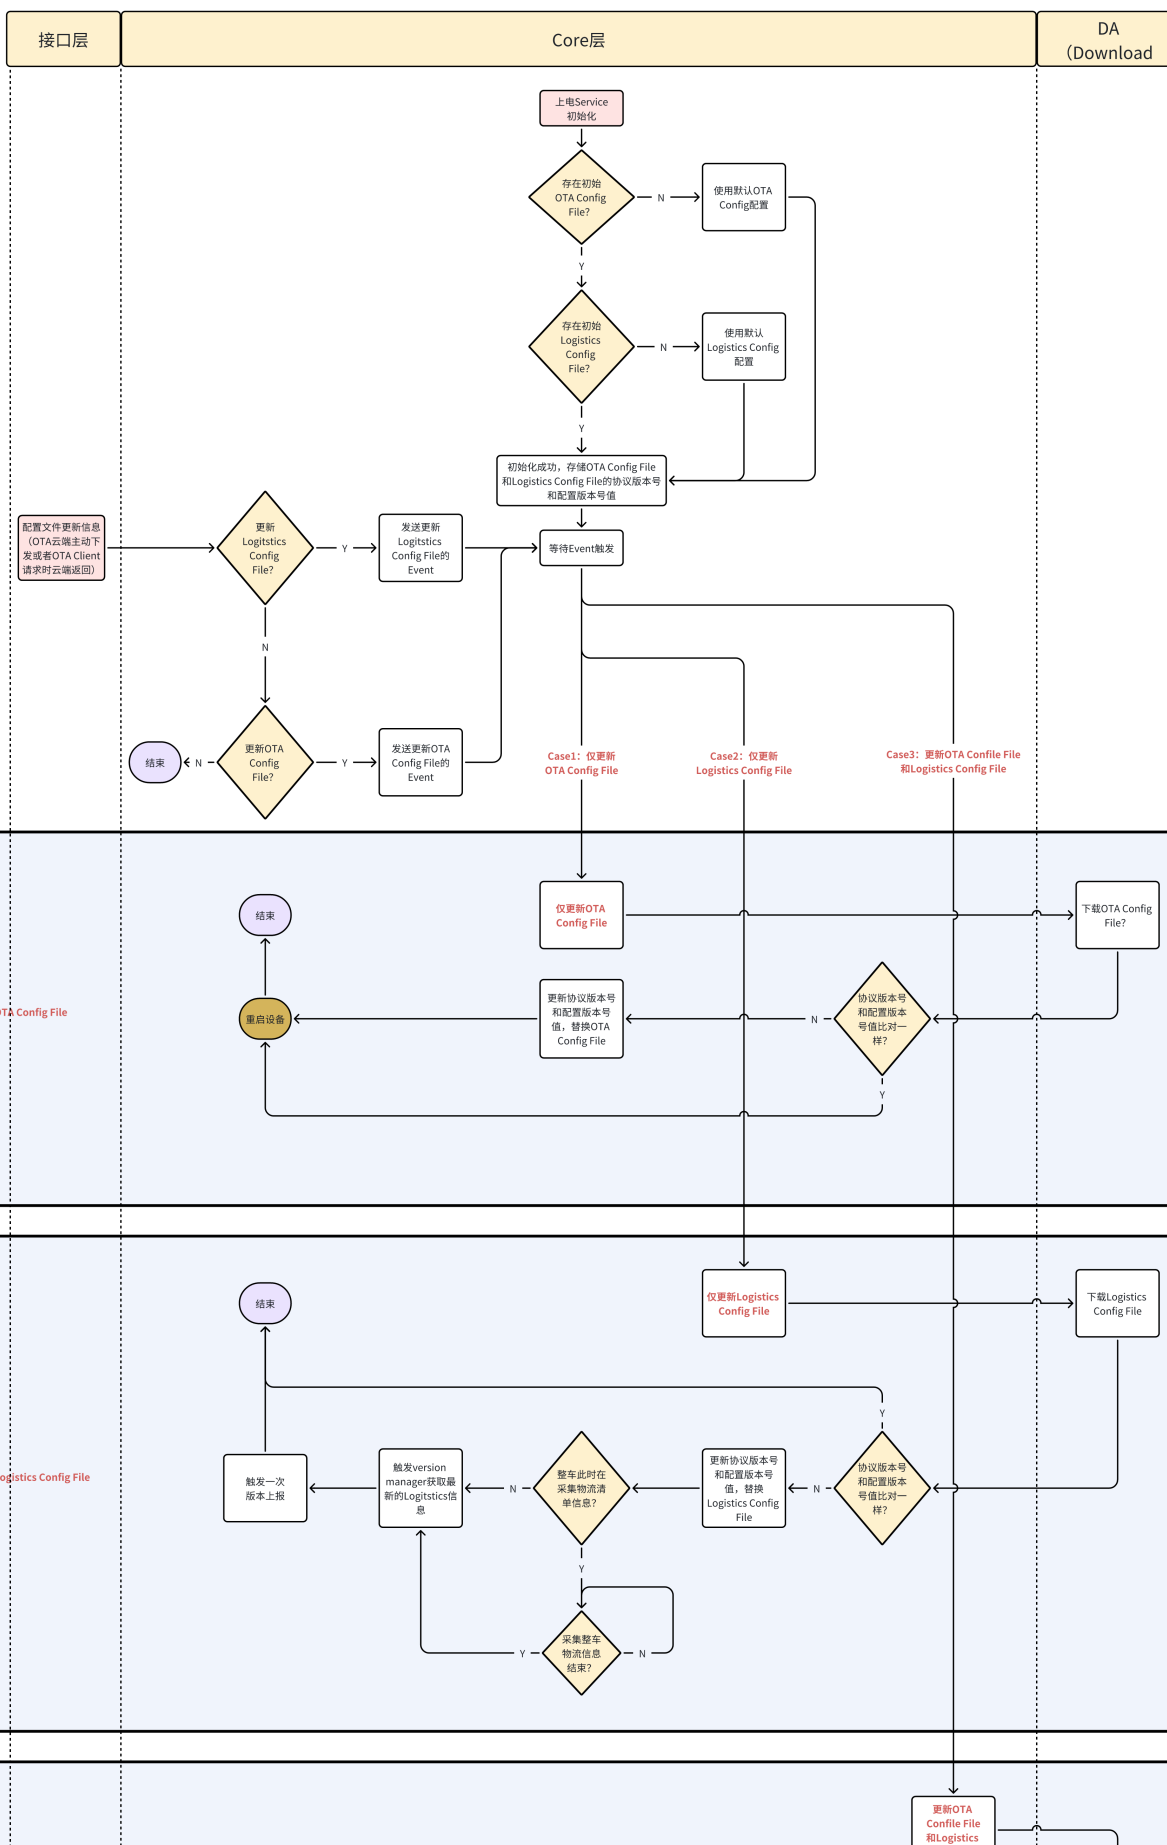 接口层
Core层
DA
（Download
上电Service
初始化
存在初始
OTA Config
File?
N
使用默认OTA
Config配置
Y
存在初始
Logistics
Config
File?
N
使用默认
Logistics Config
配置
Y
初始化成功，存储OTA Config File
和Logistics Config File的协议版本号
和配置版本号值
配置文件更新信息
（OTA云端主动下
发或者OTA Client
请求时云端返回）
更新
Logitstics
Config
File?
Y
发送更新
Logitstics
Config File的
Event
等待Event触发
N
结束
N
更新OTA
Config
File?
Y
发送更新OTA
Config File的
Event
Case1：仅更新
OTA Config File
Case2：仅更新
Logistics Config File
Case3：更新OTA Confile File
和Logistics Config File
结束
仅更新OTA
Config File
下载OTA Config
File?
OTA Config File
重启设备
更新协议版本号
和配置版本号
值，替换OTA
Config File
N
协议版本号
和配置版本
号值比对一
样?
Y
结束
仅更新Logistics
Config File
下载Logistics
Config File
Y
ogistics Config File
触发一次
版本上报
触发version
manager获取最
新的Logitstics信
息
N
整车此时在
采集物流清
单信息?
更新协议版本号
和配置版本号
值，替换
Logistics Config
File
N
协议版本号
和配置版本
号值比对一
样?
Y
Y
采集整车
物流信息
结束?
N
更新OTA
Confile File
和Logistics